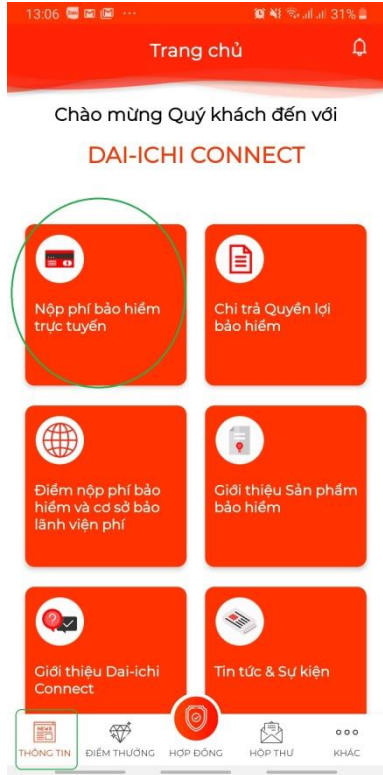 13:06
31%
Trang chủ
Chào mừng Quý khách đến với
DAI-ICHI CONNECT
Nộp phí bảo hiểm
trực tuyến
Chi trả Quyền lợi
bảo hiểm
Điểm nộp phí bảo
hiểm và cơ sở bảo
lãnh viện phí
Giới thiệu Sản phẩm
bảo hiểm
Giới thiệu Dai-ichi
Connect
Tin tức & Sự kiện
NEWS
THÔNG TIN
ĐIỂM THƯỞNG
HỢP ĐỒNG
HỘP THƯ
KHÁC